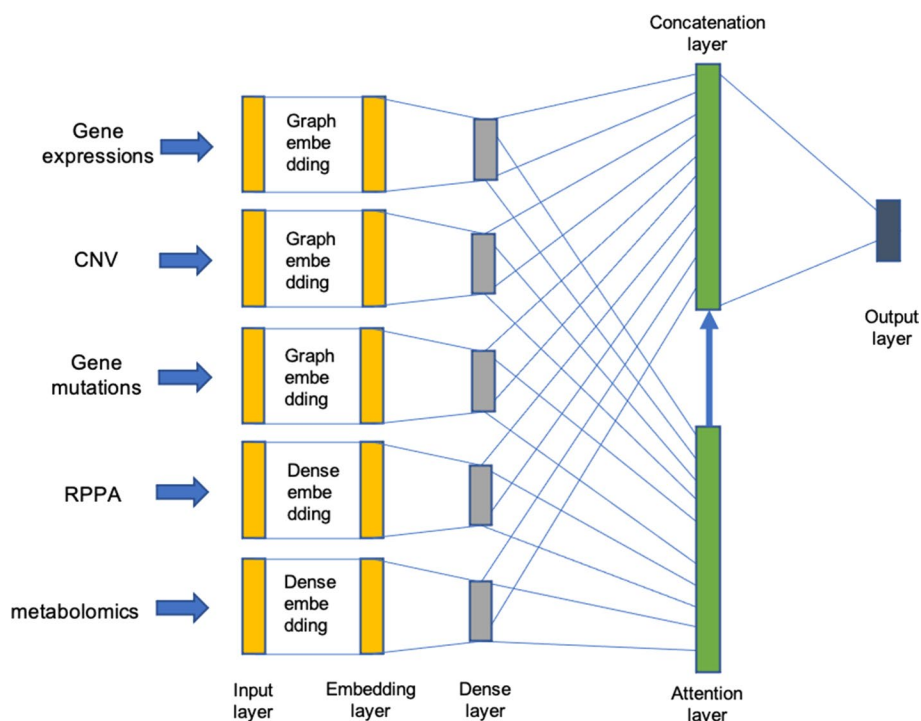 Concatenation
layer
Gene
expressions
Graph
embe
dding
CNV
Graph
embe
dding
Gene
mutations
Graph
embe
dding
RPPA
Dense
embe
dding
metabolomics
Dense
embe
dding
Output
layer
Input
layer
Embedding
layer
Dense
layer
Attention
layer